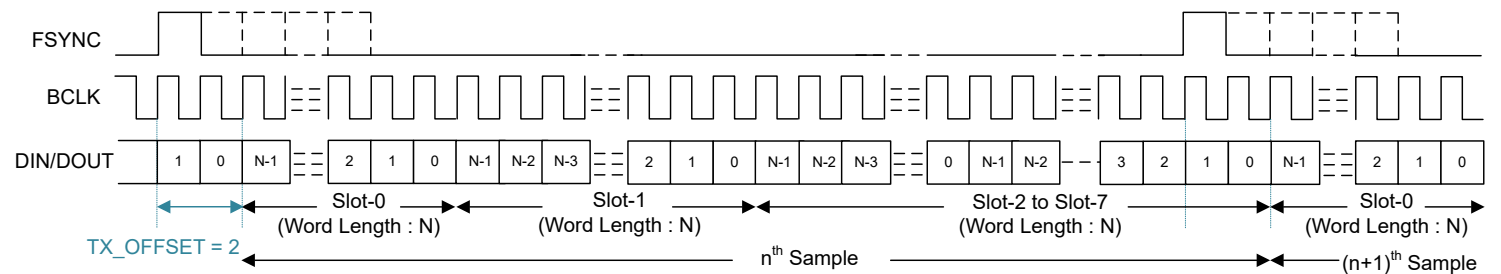 FSYNC
BCLK
DIN/DOUT 1 0 N-1 2 1 0 N-1 N-2 N-3 2 1 0 N-1 N-2 N-3 0 N-1 N-2 3 2 1 0 N-1 2 1 0
Slot-0 Slot-1 Slot-2 to Slot-7 Slot-0
(Word Length : N) (Word Length : N) (Word Length : N) (Word Length : N)
TX_OFFSET = 2
nth Sample (n+1)th Sample